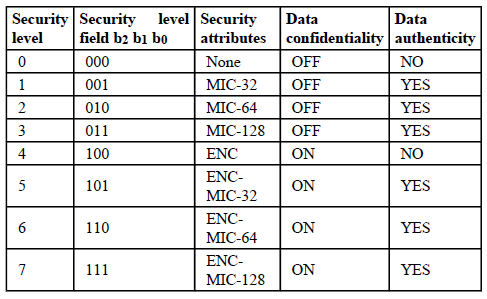 Security level Security level field b2 b1 b0 Security attributes Data confidentiality Data authenticity
0 000 None OFF NO
1 001 MIC-32 OFF YES
2 010 MIC-64 OFF YES
3 011 MIC-128 OFF YES
4 100 ENC ON NO
5 101 ENC-MIC-32 ON YES
6 110 ENC-MIC-64 ON YES
7 111 ENC-MIC-128 ON YES